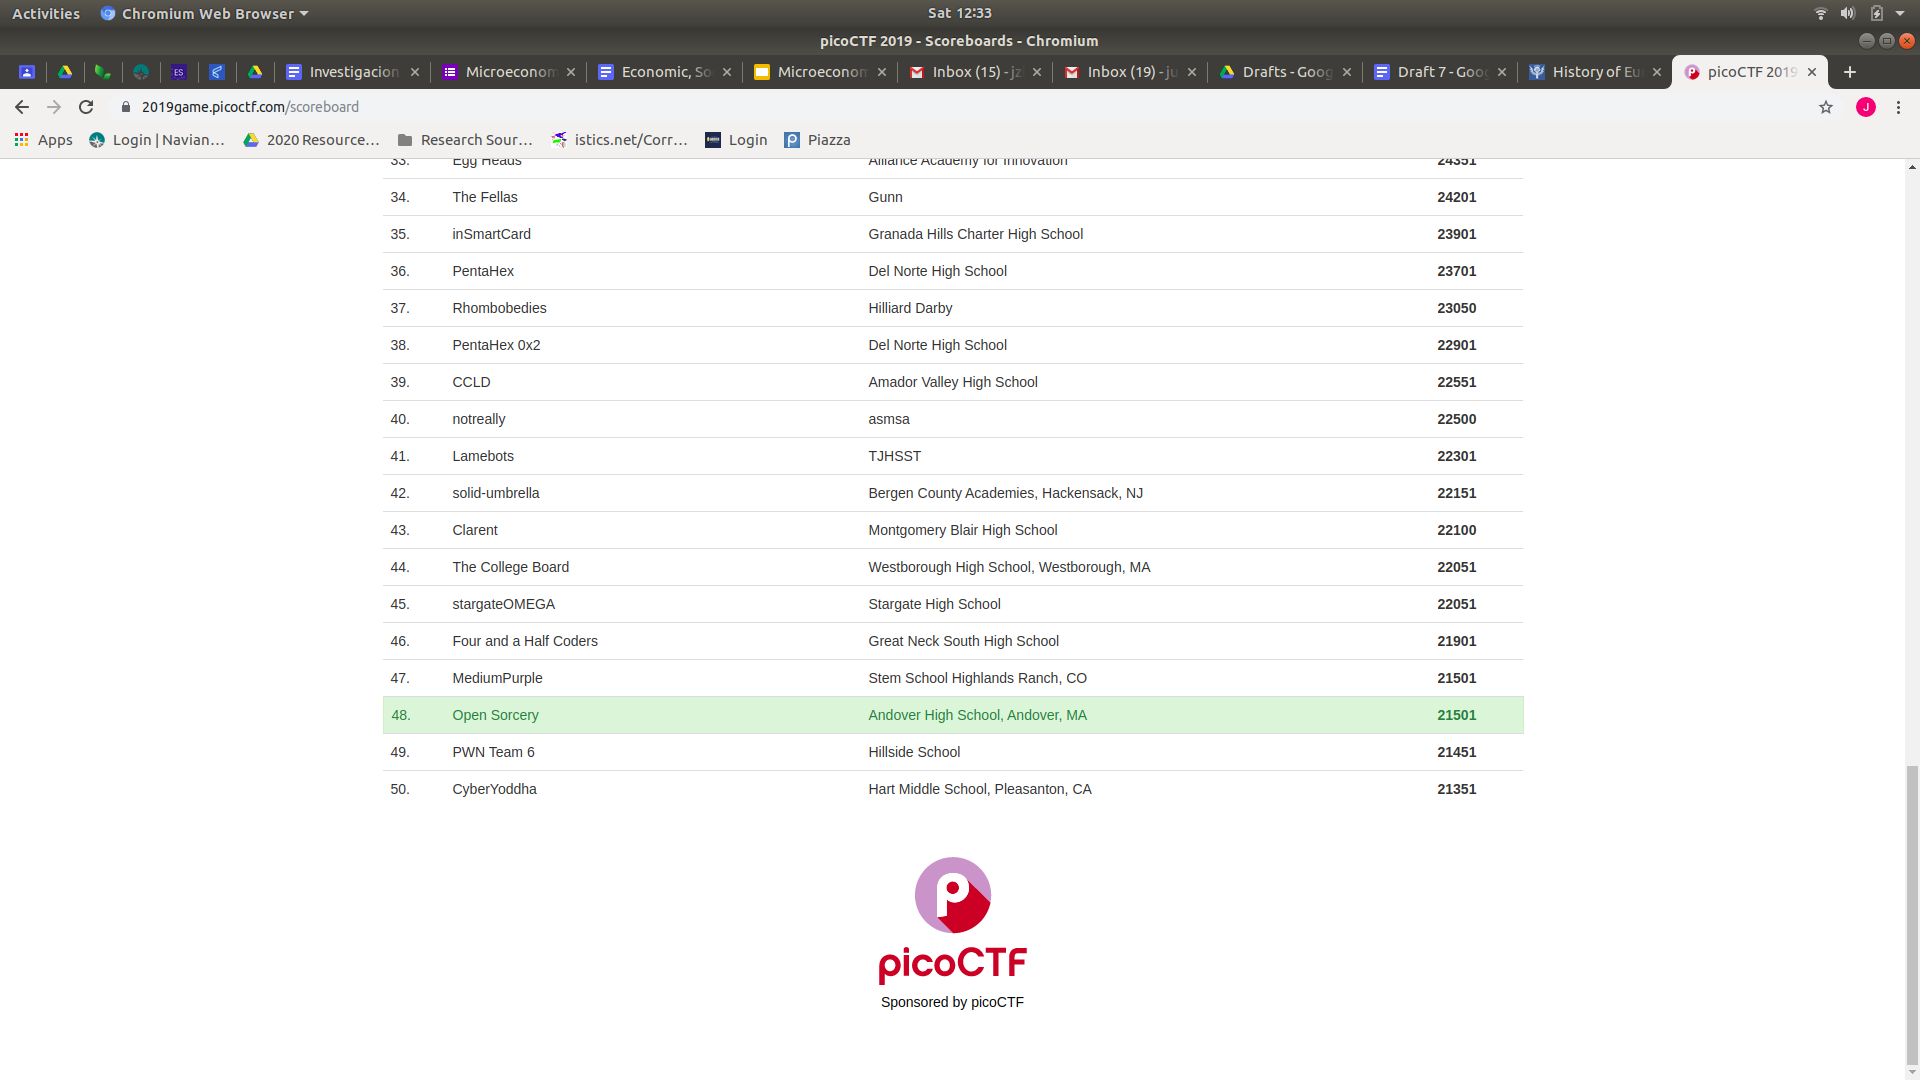 Activities Chromium Web Browser Sat 12:33
picoCTF 2019 - Scoreboards - Chromium
ES Investigacion Microeconom Economic, So Microeconom Inbox (15) - jz Inbox (19) - ju Drafts - Goog Draft 7 - Goog History of Eu picoCTF 2019
2019game.picoctf.com/scoreboard J
Apps Login | Navian... 2020 Resource... Research Sour... istics.net/Corr... Login Piazza
33. Egg Heads Alliance Academy for Innovation 24351
34. The Fellas Gunn 24201
35. inSmartCard Granada Hills Charter High School 23901
36. PentaHex Del Norte High School 23701
37. Rhombobedies Hilliard Darby 23050
38. PentaHex 0x2 Del Norte High School 22901
39. CCLD Amador Valley High School 22551
40. notreally asmsa 22500
41. Lamebots TJHSST 22301
42. solid-umbrella Bergen County Academies, Hackensack, NJ 22151
43. Clarent Montgomery Blair High School 22100
44. The College Board Westborough High School, Westborough, MA 22051
45. stargateOMEGA Stargate High School 22051
46. Four and a Half Coders Great Neck South High School 21901
47. MediumPurple Stem School Highlands Ranch, CO 21501
48. Open Sorcery Andover High School, Andover, MA 21501
49. PWN Team 6 Hillside School 21451
50. CyberYoddha Hart Middle School, Pleasanton, CA 21351
picoCTF
Sponsored by picoCTF